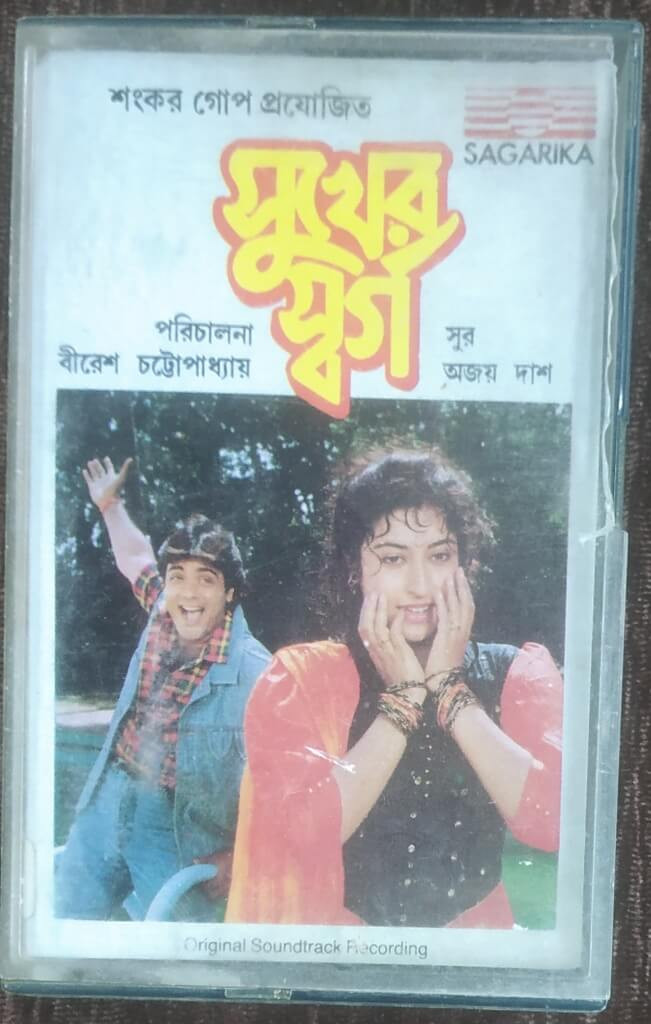 শংকর গোপ প্রযোজিত
SAGARIKA
সুখের
স্বর্গ
পরিচালনা
বীরেশ চট্টোপাধ্যায়
সুর
অজয় দাশ
Original Soundtrack Recording